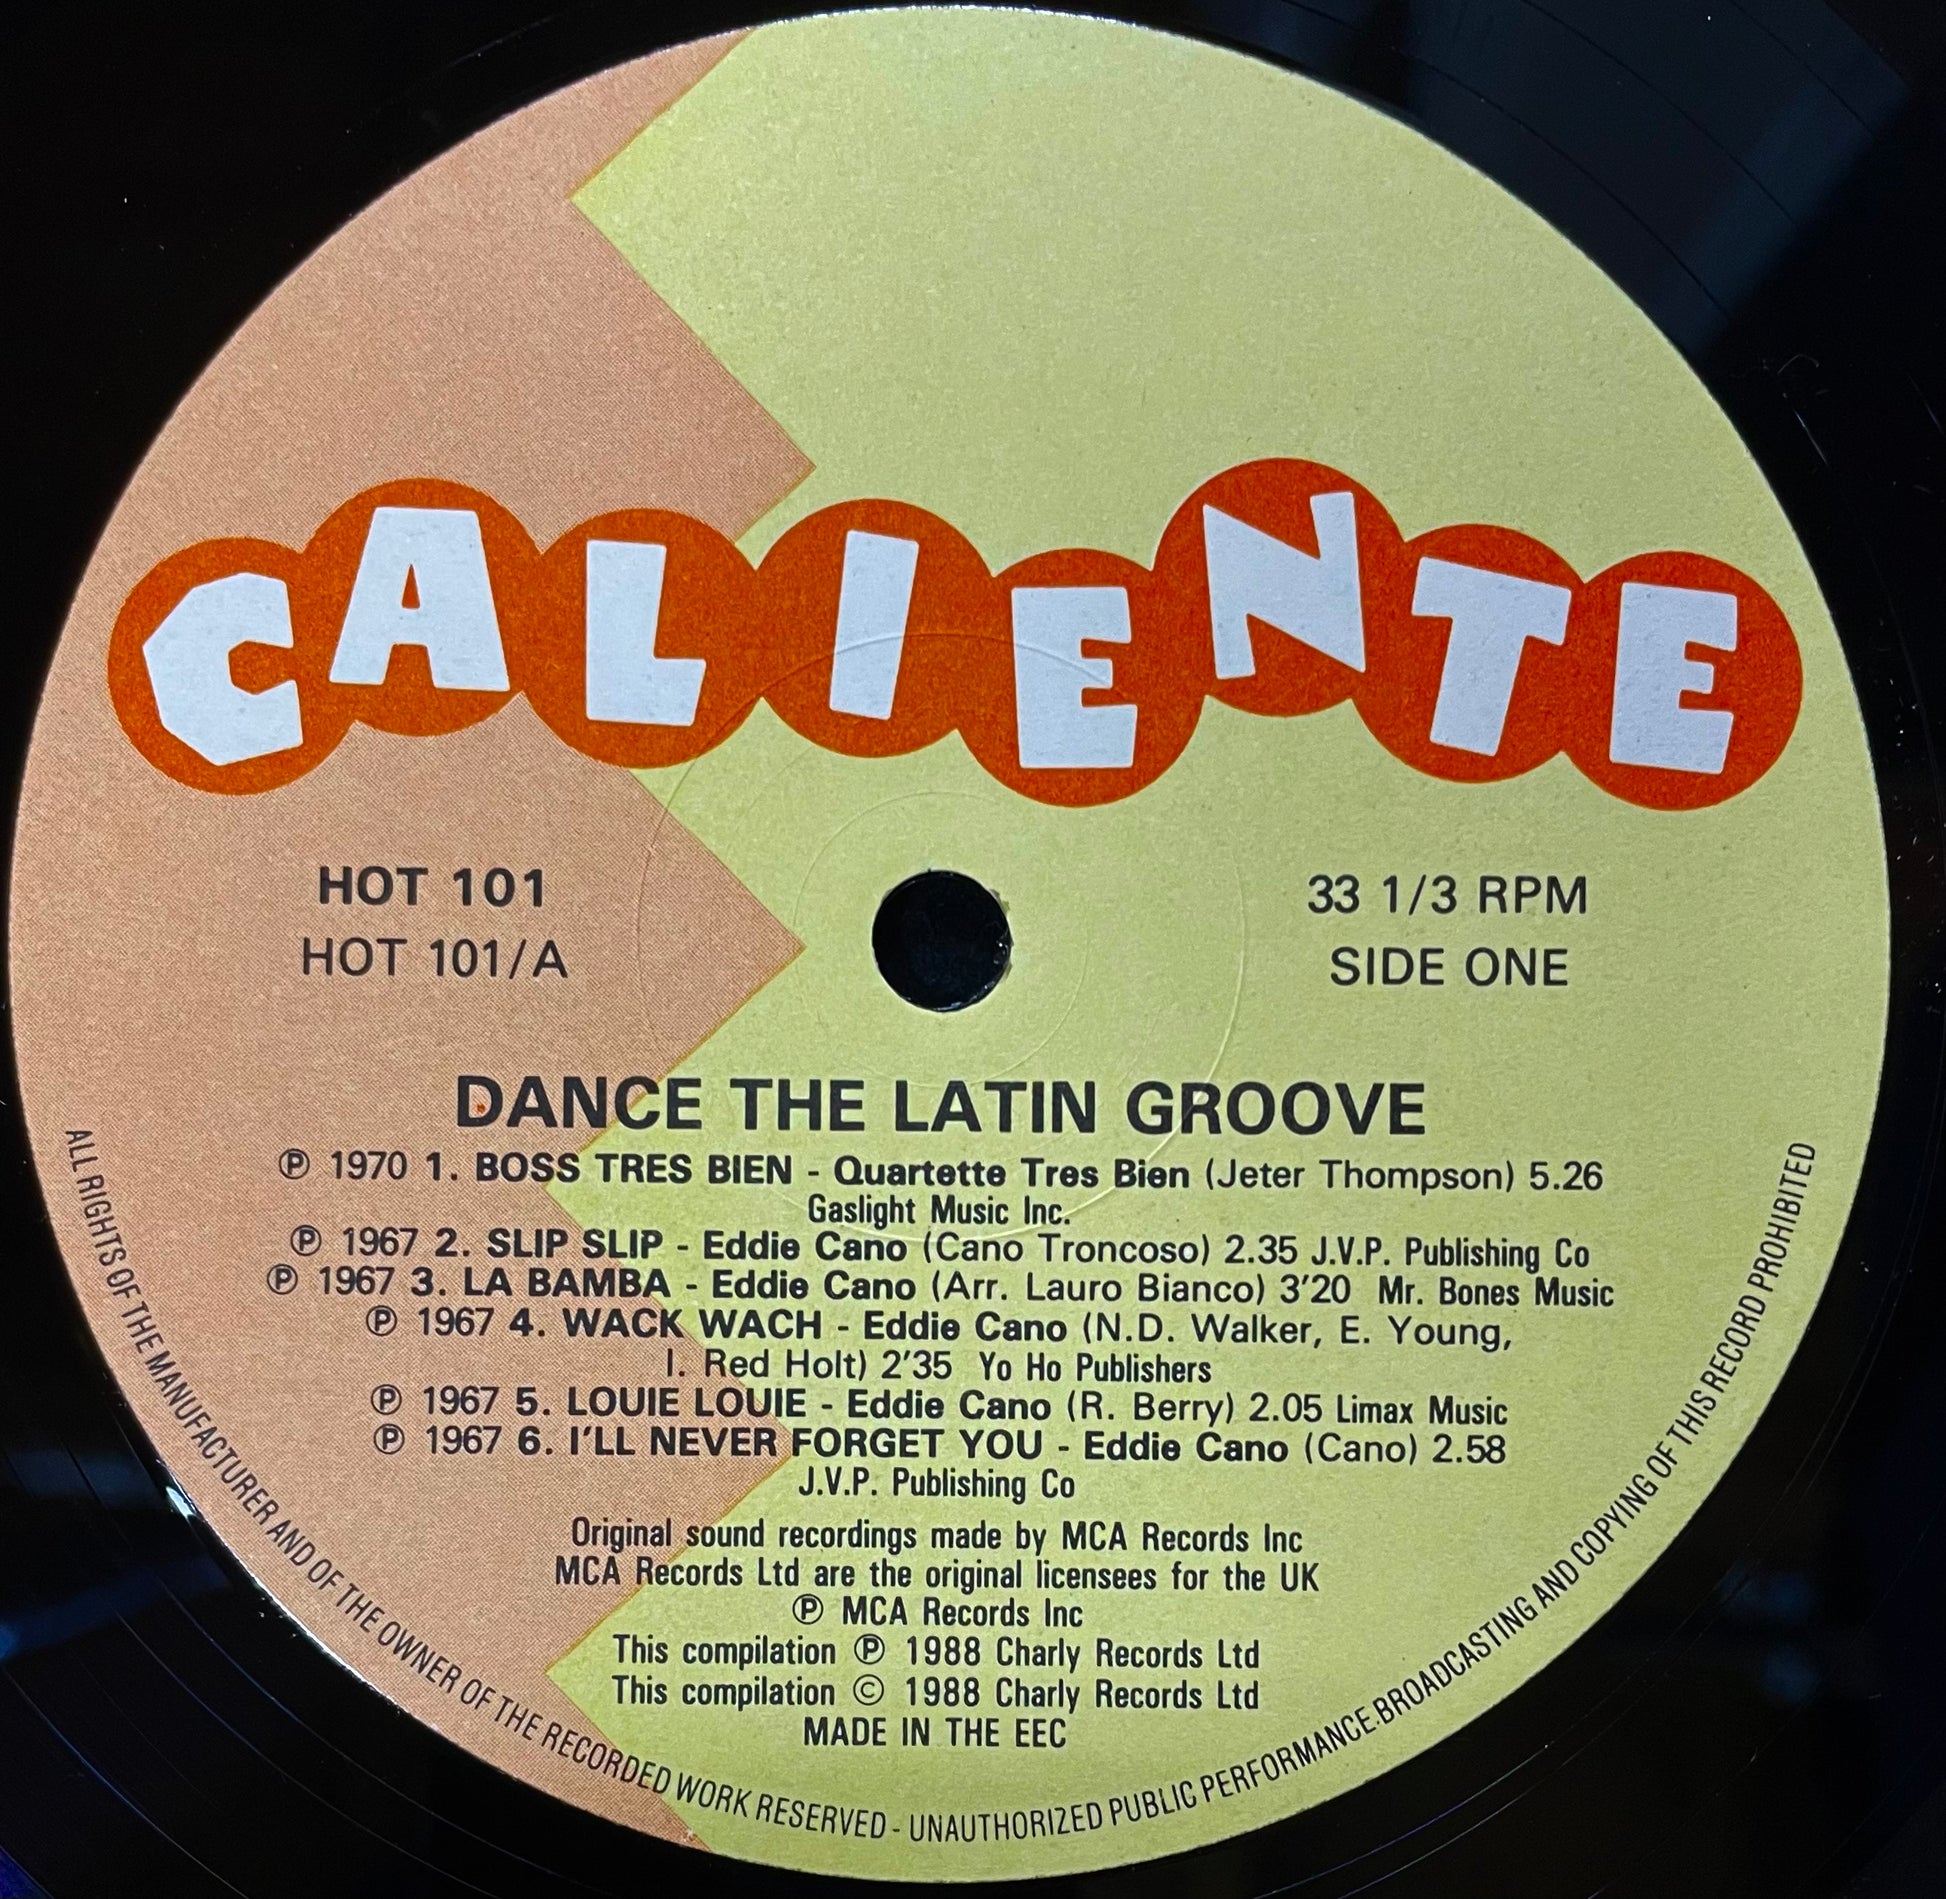 CALIENTE
HOT 101
HOT 101/A
33 1/3 RPM
SIDE ONE
DANCE THE LATIN GROOVE
℗ 1970 1. BOSS TRES BIEN - Quartette Tres Bien (Jeter Thompson) 5.26
Gaslight Music Inc.
℗ 1967 2. SLIP SLIP - Eddie Cano (Cano Troncoso) 2.35 J.V.P. Publishing Co
℗ 1967 3. LA BAMBA - Eddie Cano (Arr. Lauro Bianco) 3'20 Mr. Bones Music
℗ 1967 4. WACK WACH - Eddie Cano (N.D. Walker, E. Young,
I. Red Holt) 2'35 Yo Ho Publishers
℗ 1967 5. LOUIE LOUIE - Eddie Cano (R. Berry) 2.05 Limax Music
℗ 1967 6. I'LL NEVER FORGET YOU - Eddie Cano (Cano) 2.58
J.V.P. Publishing Co
Original sound recordings made by MCA Records Inc
MCA Records Ltd are the original licensees for the UK
℗ MCA Records Inc
This compilation ℗ 1988 Charly Records Ltd
This compilation © 1988 Charly Records Ltd
MADE IN THE EEC
ALL RIGHTS OF THE MANUFACTURER AND OF THE OWNER OF THE RECORDED WORK RESERVED - UNAUTHORIZED PUBLIC PERFORMANCE.BROADCASTING AND COPYING OF THIS RECORD PROHIBITED